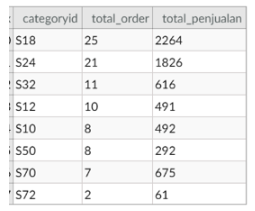 categoryid total_order total_penjualan
S18 25 2264
S24 21 1826
S32 11 616
S12 10 491
S10 8 492
S50 8 292
S70 7 675
S72 2 61